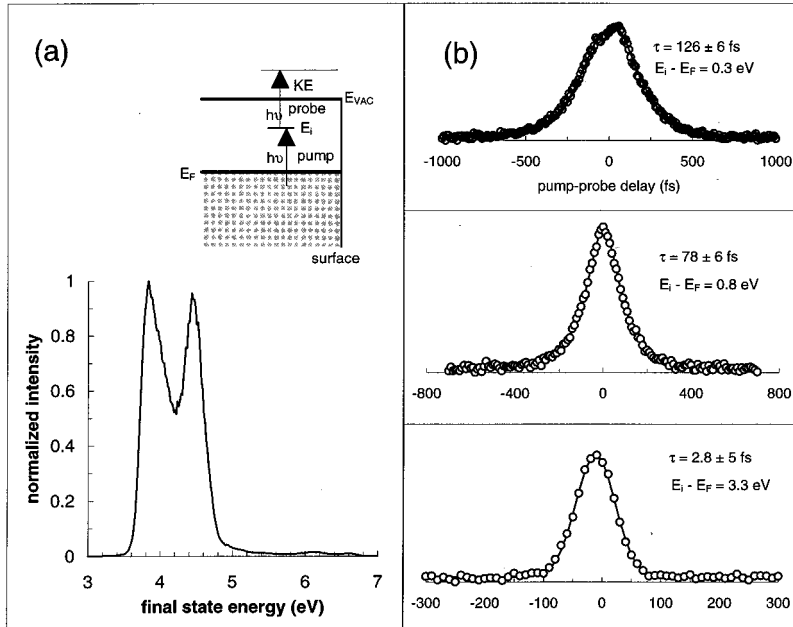 (a)
KE
E_VAC
probe
hυ
E_i
hυ
pump
E_F
surface
normalized intensity
1
0.8
0.6
0.4
0.2
0
3 4 5 6 7
final state energy (eV)
(b)
τ = 126 ± 6 fs
E_i - E_F = 0.3 eV
-1000 -500 0 500 1000
pump-probe delay (fs)
τ = 78 ± 6 fs
E_i - E_F = 0.8 eV
-800 -400 0 400 800
τ = 2.8 ± 5 fs
E_i - E_F = 3.3 eV
-300 -200 -100 0 100 200 300